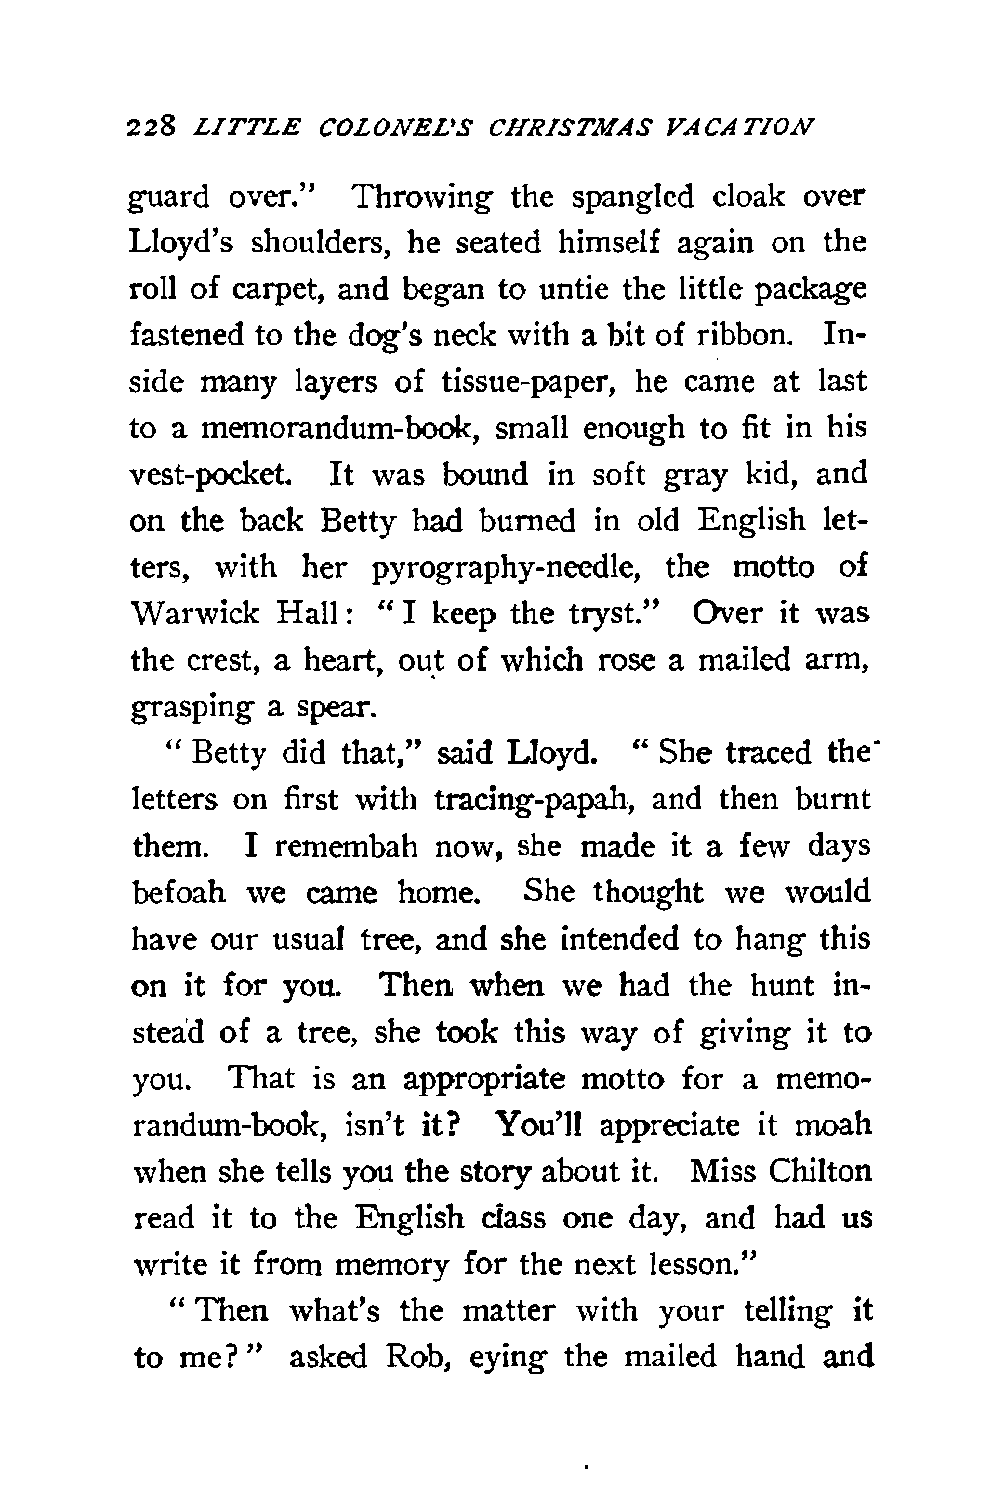 228 LITTLE COLONEL'S CHRISTMAS VACATION
guard over." Throwing the spangled cloak over
Lloyd's shoulders, he seated himself again on the
roll of carpet, and began to untie the little package
fastened to the dog's neck with a bit of ribbon. In-
side many layers of tissue-paper, he came at last
to a memorandum-book, small enough to fit in his
vest-pocket. It was bound in soft gray kid, and
on the back Betty had burned in old English let-
ters, with her pyrography-needle, the motto of
Warwick Hall: "I keep the tryst." Over it was
the crest, a heart, out of which rose a mailed arm,
grasping a spear.
"Betty did that," said Lloyd. "She traced the
letters on first with tracing-papah, and then burnt
them. I remembah now, she made it a few days
befoah we came home. She thought we would
have our usual tree, and she intended to hang this
on it for you. Then when we had the hunt in-
stead of a tree, she took this way of giving it to
you. That is an appropriate motto for a memo-
randum-book, isn't it? You'll appreciate it moah
when she tells you the story about it. Miss Chilton
read it to the English class one day, and had us
write it from memory for the next lesson."
"Then what's the matter with your telling it
to me?" asked Rob, eying the mailed hand and